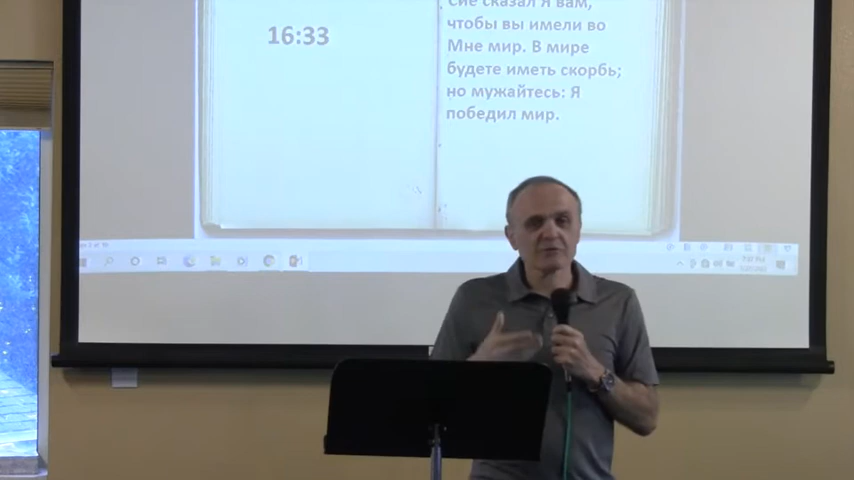 16:33
Сие сказал Я вам,
чтобы вы имели во
Мне мир. В мире
будете иметь скорбь;
но мужайтесь: Я
победил мир.